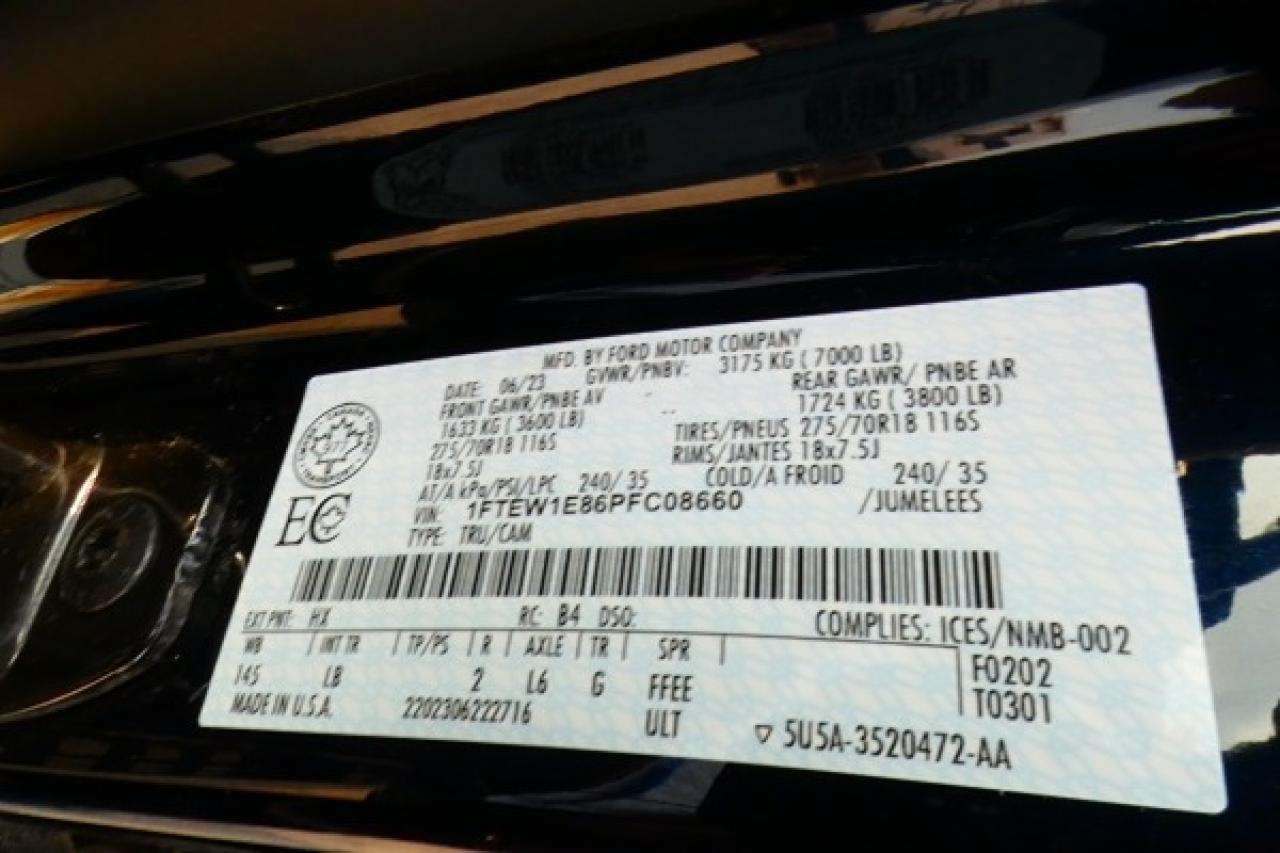 MFD. BY FORD MOTOR COMPANY
DATE: 06/23 GVWR/PNBV: 3175 KG ( 7000 LB)
FRONT GAWR/PNBE AV REAR GAWR/ PNBE AR
1633 KG ( 3600 LB) 1724 KG ( 3800 LB)
275/70R18 116S TIRES/PNEUS 275/70R18 116S
18x7.5J RIMS/JANTES 18x7.5J
AT/A kPa/PSI/LPC 240/ 35 COLD/A FROID 240/ 35
VIN: 1FTEW1E86PFC08660 /JUMELEES
TYPE: TRU/CAM
EC
EXT PNT: HX RC: B4 DSO:
COMPLIES: ICES/NMB-002
WB | INT TR | TP/PS | R | AXLE | TR | SPR
145 LB 2 L6 G FFEE
F0202
T0301
MADE IN U.S.A. 2202306222716 ULT
▽ 5U5A-3520472-AA